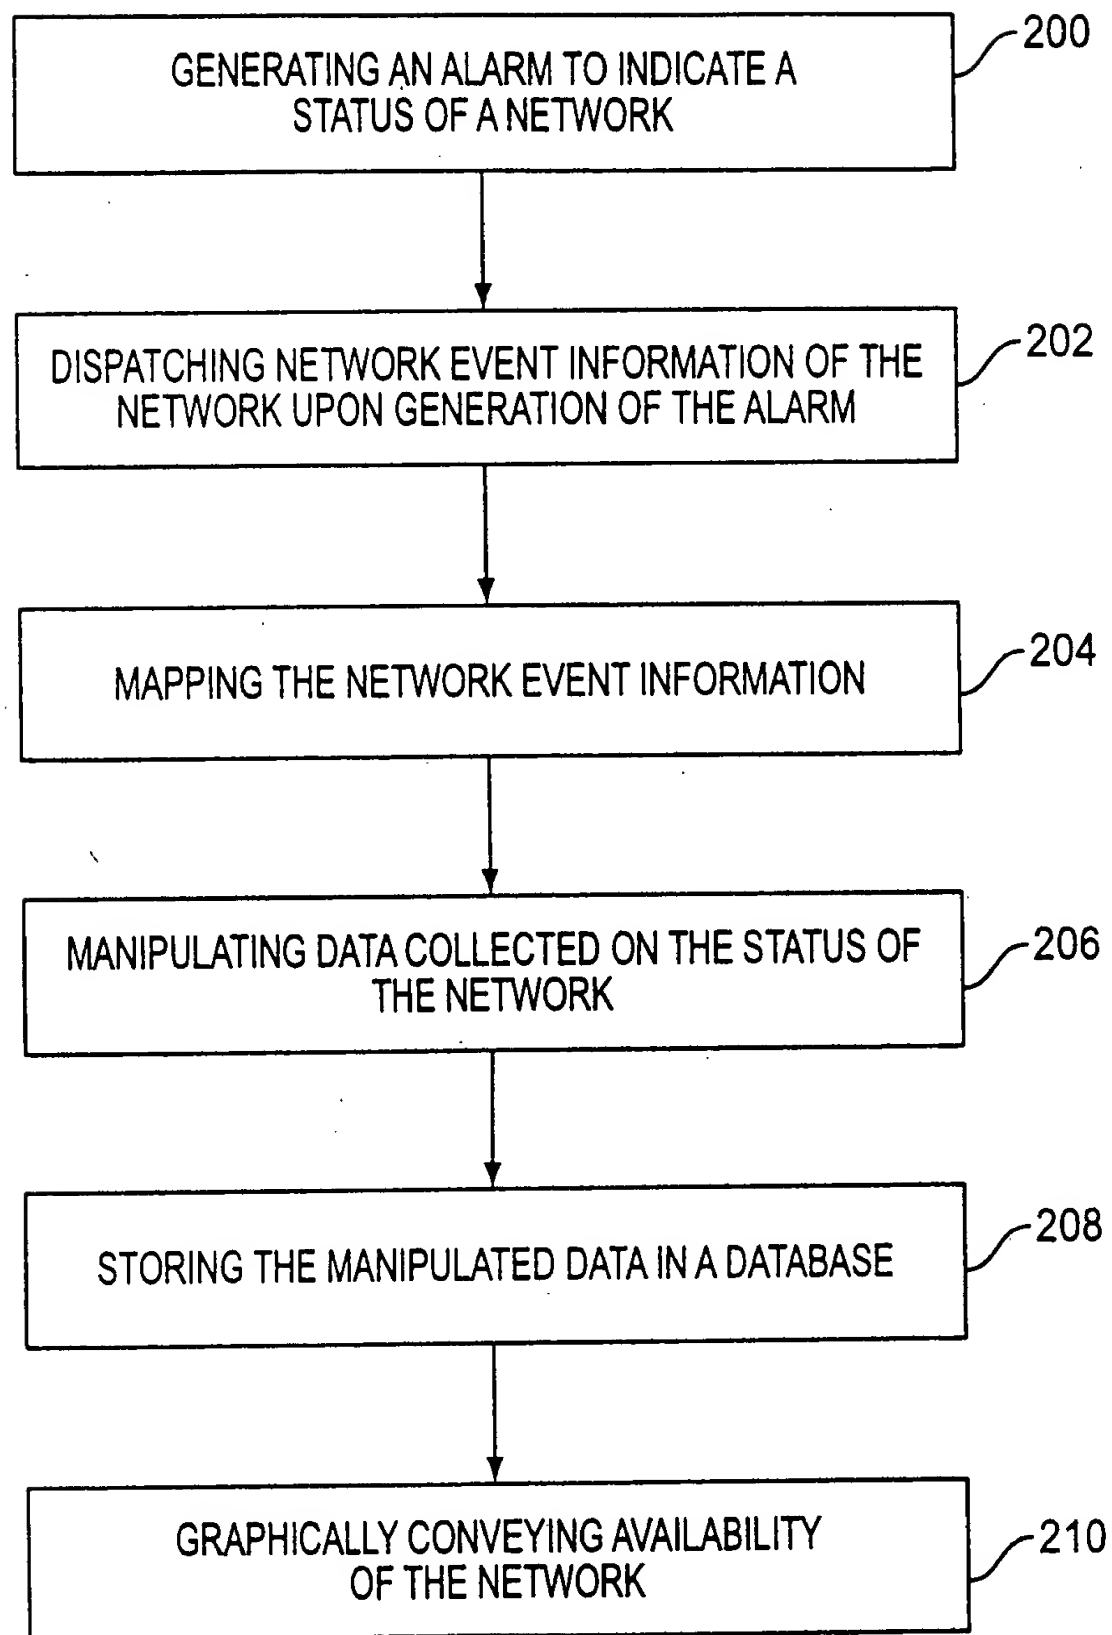 GENERATING AN ALARM TO INDICATE A
STATUS OF A NETWORK
200
DISPATCHING NETWORK EVENT INFORMATION OF THE
NETWORK UPON GENERATION OF THE ALARM
202
MAPPING THE NETWORK EVENT INFORMATION
204
MANIPULATING DATA COLLECTED ON THE STATUS OF
THE NETWORK
206
STORING THE MANIPULATED DATA IN A DATABASE
208
GRAPHICALLY CONVEYING AVAILABILITY
OF THE NETWORK
210